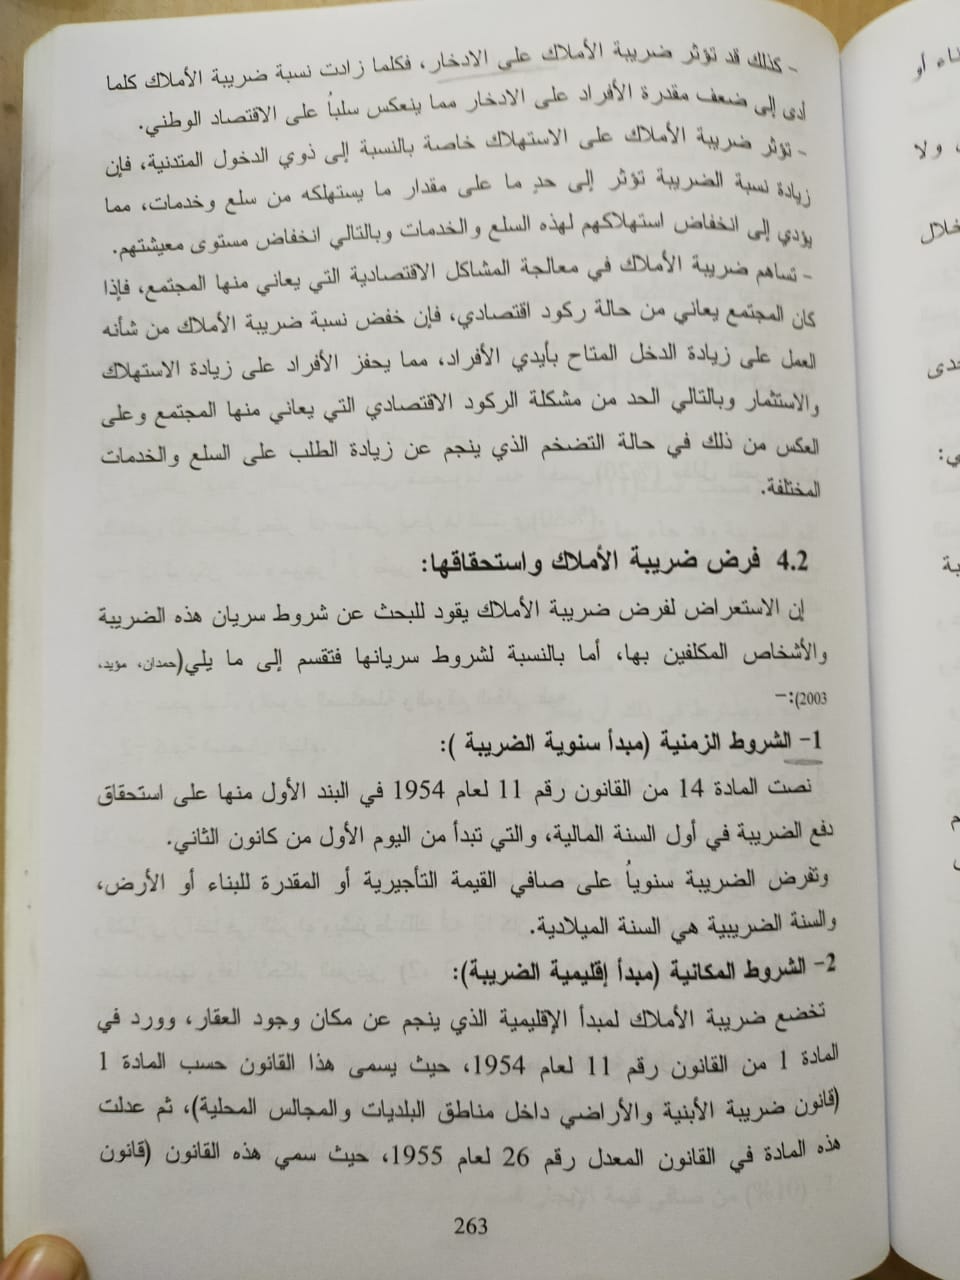 - كذلك قد تؤثر ضريبة الأملاك على الادخار، فكلما زادت نسبة ضريبة الأملاك كلما
أدى إلى ضعف مقدرة الأفراد على الادخار مما ينعكس سلباً على الاقتصاد الوطني.
- تؤثر ضريبة الأملاك على الاستهلاك خاصة بالنسبة إلى ذوي الدخول المتدنية، فإن
زيادة نسبة الضريبة تؤثر إلى حدٍ ما على مقدار ما يستهلكه من سلع وخدمات، مما
يؤدي إلى انخفاض استهلاكهم لهذه السلع والخدمات وبالتالي انخفاض مستوى معيشتهم.
- تساهم ضريبة الأملاك في معالجة المشاكل الاقتصادية التي يعاني منها المجتمع، فإذا
كان المجتمع يعاني من حالة ركود اقتصادي، فإن خفض نسبة ضريبة الأملاك من شأنه
العمل على زيادة الدخل المتاح بأيدي الأفراد، مما يحفز الأفراد على زيادة الاستهلاك
والاستثمار وبالتالي الحد من مشكلة الركود الاقتصادي التي يعاني منها المجتمع وعلى
العكس من ذلك في حالة التضخم الذي ينجم عن زيادة الطلب على السلع والخدمات
المختلفة.
4.2 فرض ضريبة الأملاك واستحقاقها:
إن الاستعراض لفرض ضريبة الأملاك يقود للبحث عن شروط سريان هذه الضريبة
والأشخاص المكلفين بها، أما بالنسبة لشروط سريانها فتقسم إلى ما يلي(حمدان، مؤيد،
2003):-
1- الشروط الزمنية (مبدأ سنوية الضريبة ):
نصت المادة 14 من القانون رقم 11 لعام 1954 في البند الأول منها على استحقاق
دفع الضريبة في أول السنة المالية، والتي تبدأ من اليوم الأول من كانون الثاني.
وتفرض الضريبة سنوياً على صافي القيمة التأجيرية أو المقدرة للبناء أو الأرض،
والسنة الضريبية هي السنة الميلادية.
2- الشروط المكانية (مبدأ إقليمية الضريبة):
تخضع ضريبة الأملاك لمبدأ الإقليمية الذي ينجم عن مكان وجود العقار، وورد في
المادة 1 من القانون رقم 11 لعام 1954، حيث يسمى هذا القانون حسب المادة 1
(قانون ضريبة الأبنية والأراضي داخل مناطق البلديات والمجالس المحلية)، ثم عدلت
هذه المادة في القانون المعدل رقم 26 لعام 1955، حيث سمي هذه القانون (قانون
263